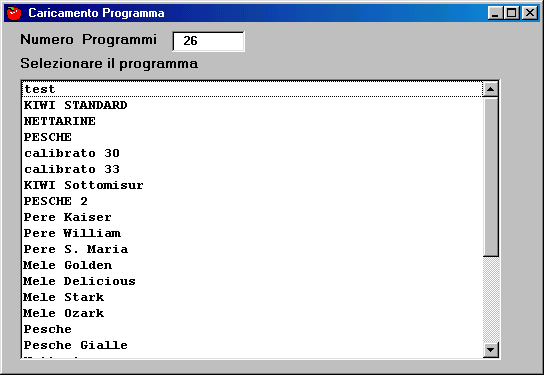 Caricamento Programma
Numero Programmi 26
Selezionare il programma
test
KIWI STANDARD
NETTARINE
PESCHE
calibrato 30
calibrato 33
KIWI Sottomisur
PESCHE 2
Pere Kaiser
Pere William
Pere S. Maria
Mele Golden
Mele Delicious
Mele Stark
Mele Ozark
Pesche
Pesche Gialle